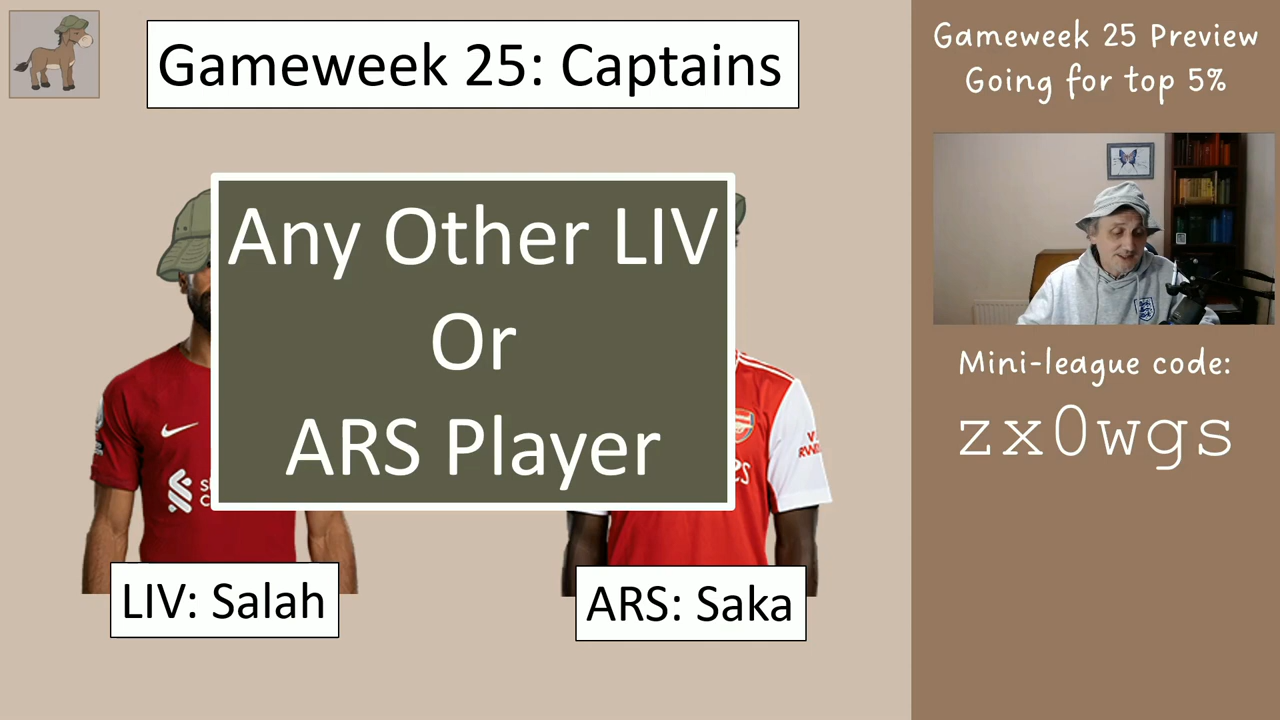 Gameweek 25: Captains
Any Other LIV
Or
ARS Player
LIV: Salah
ARS: Saka
Gameweek 25 Preview
Going for top 5%
Mini-league code:
zx0wgs